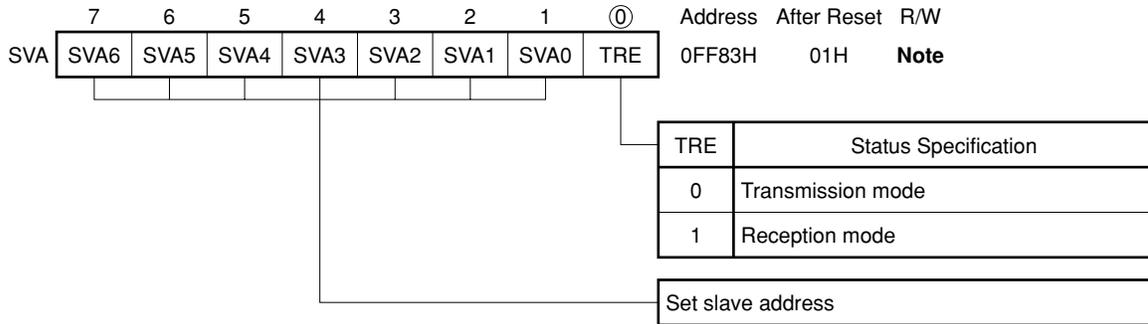 7 6 5 4 3 2 1 0 Address After Reset R/W
SVA SVA6 SVA5 SVA4 SVA3 SVA2 SVA1 SVA0 TRE 0FF83H 01H Note
TRE Status Specification
0 Transmission mode
1 Reception mode
Set slave address